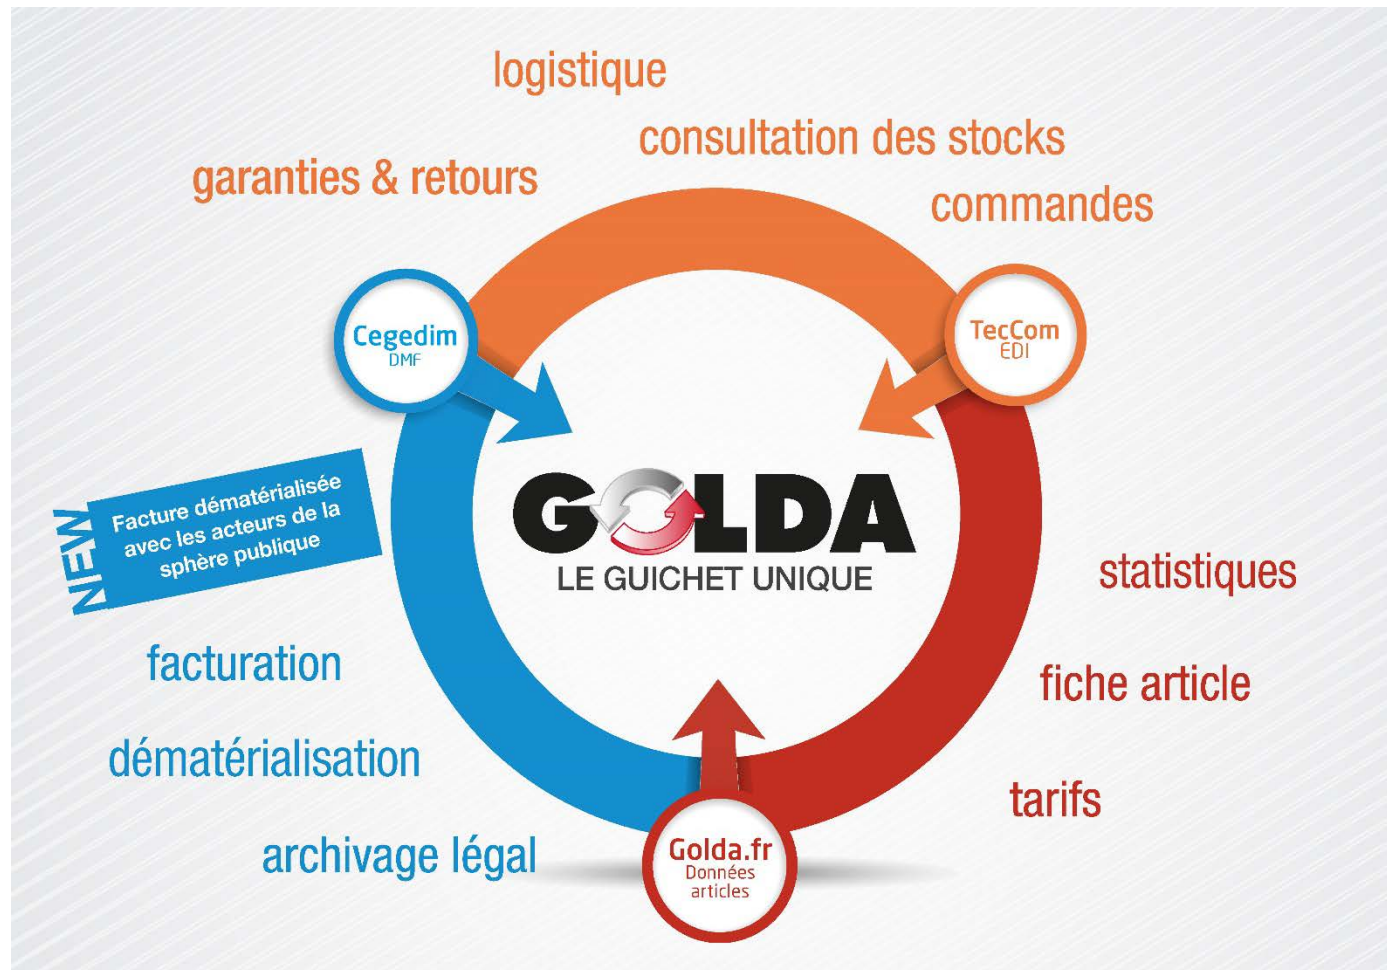 logistique
consultation des stocks
garanties & retours
commandes
Cegedim
DMF
TecCom
EDI
NEW
Facture dématérialisée
avec les acteurs de la
sphère publique
GOLDA
LE GUICHET UNIQUE
statistiques
facturation
fiche article
dématérialisation
tarifs
archivage légal
Golda.fr
Données
articles